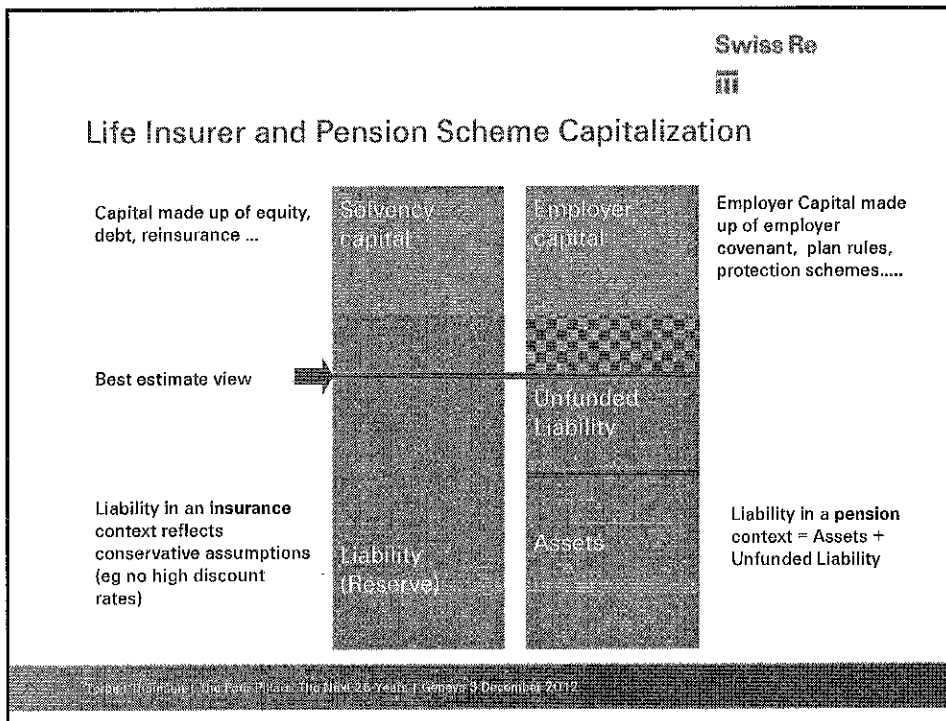 Swiss Re
Life Insurer and Pension Scheme Capitalization
Capital made up of equity,
debt, reinsurance ...
Solvency
capital
Employer
capital
Employer Capital made
up of employer
covenant, plan rules,
protection schemes.....
Best estimate view
Unfunded
Liability
Liability in an insurance
context reflects
conservative assumptions
(eg no high discount
rates)
Liability
(Reserve)
Assets
Liability in a pension
context = Assets +
Unfunded Liability
The Four Pillars: The Next 25 Years | Geneva 3 December 2012